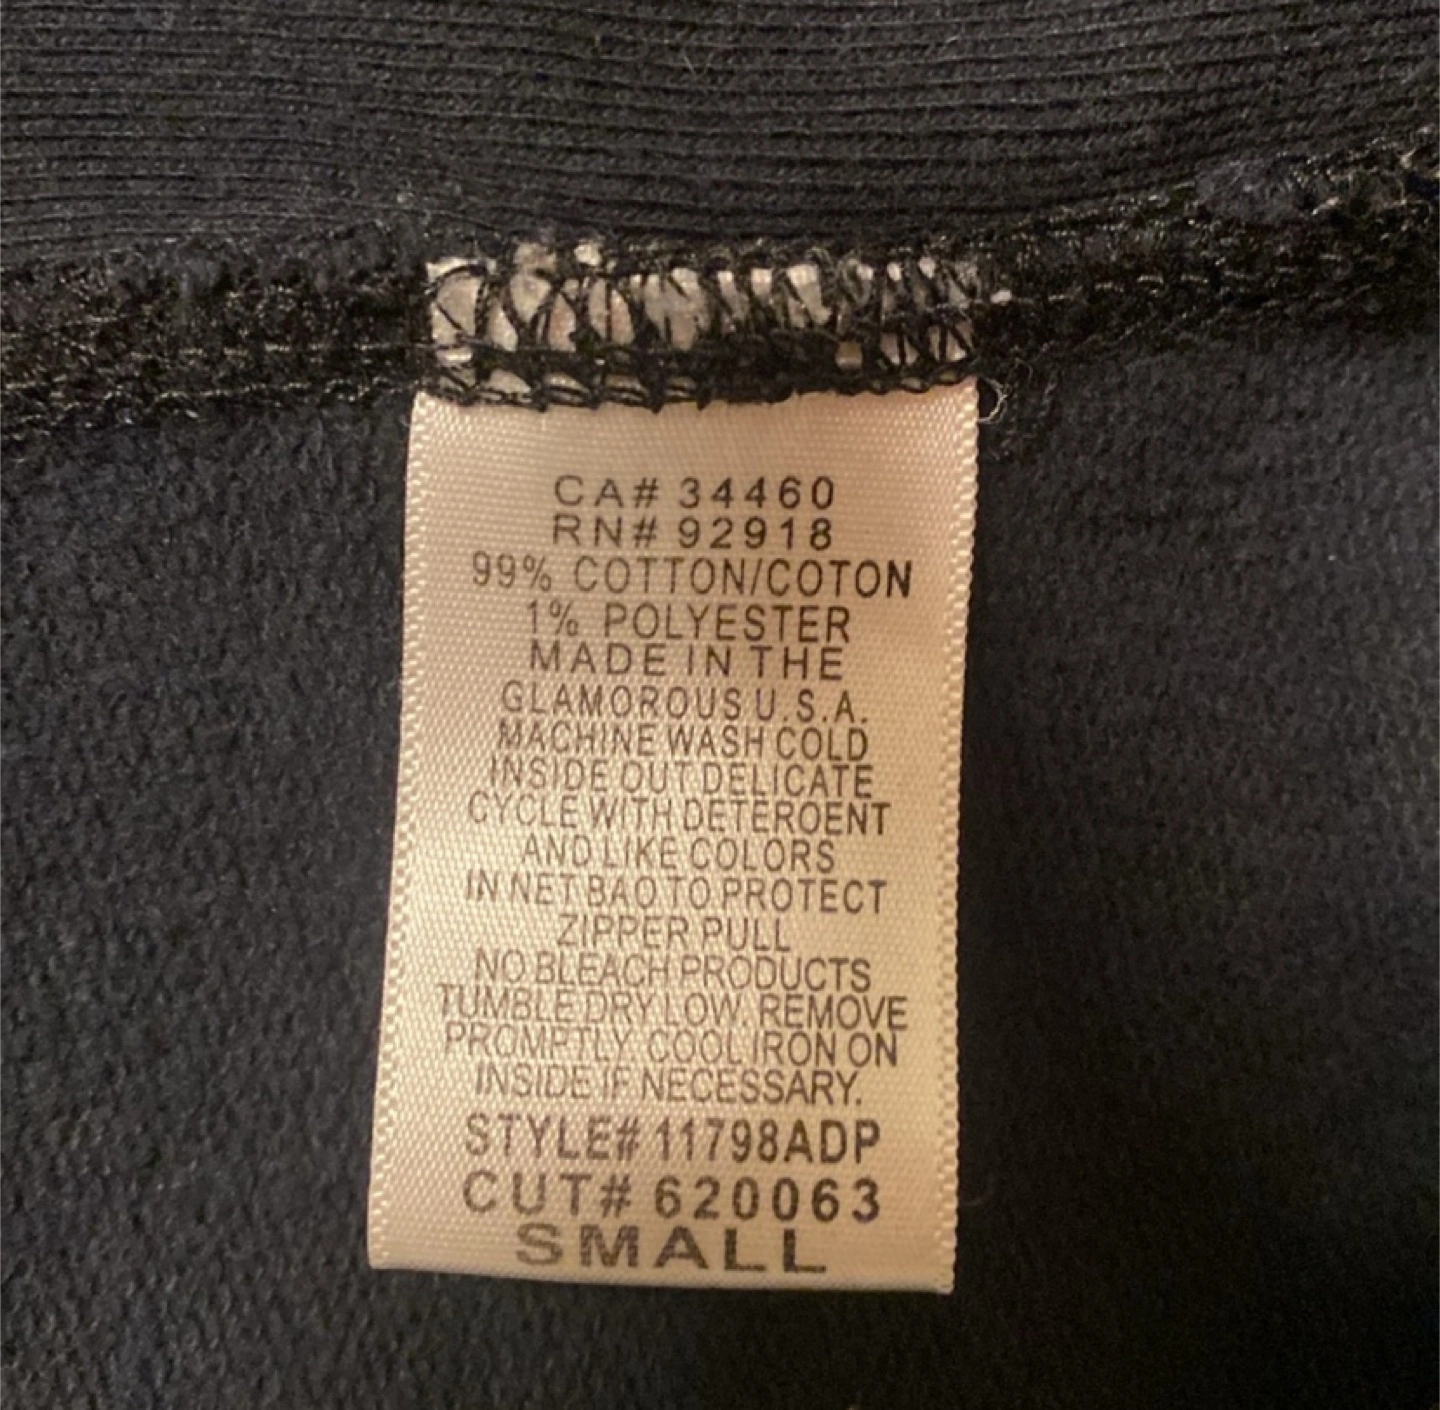 CA# 34460
RN# 92918
99% COTTON/COTON
1% POLYESTER
MADE IN THE
GLAMOROUS U.S.A.
MACHINE WASH COLD
INSIDE OUT DELICATE
CYCLE WITH DETEROENT
AND LIKE COLORS
IN NET BAO TO PROTECT
ZIPPER PULL
NO BLEACH PRODUCTS
TUMBLE DRY LOW. REMOVE
PROMPTLY. COOL IRON ON
INSIDE IF NECESSARY.
STYLE# 11798ADP
CUT# 620063
SMALL